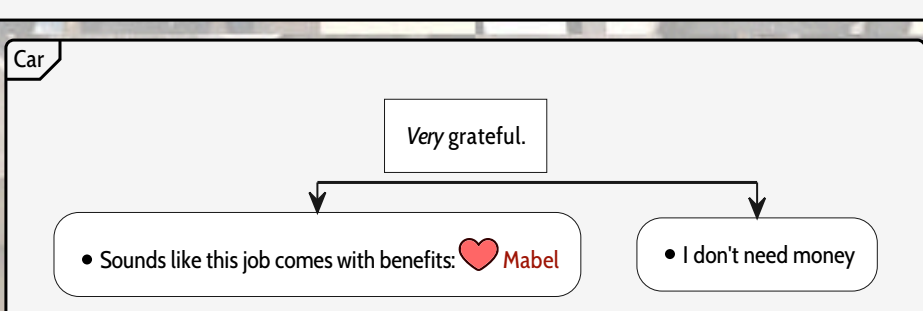 Car
Very grateful.
• Sounds like this job comes with benefits: Mabel
• I don't need money